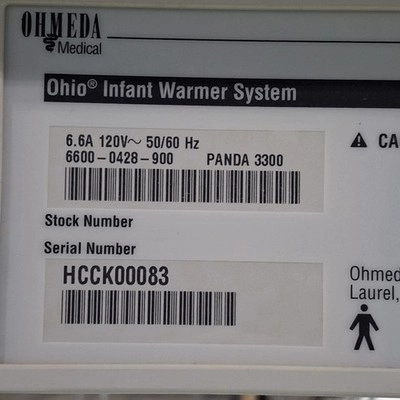 OHMEDA
Medical
Ohio® Infant Warmer System
6.6A 120V~ 50/60 Hz
6600-0428-900 PANDA 3300
Stock Number
Serial Number
HCCK00083
⚠ CA
Ohmed
Laurel,